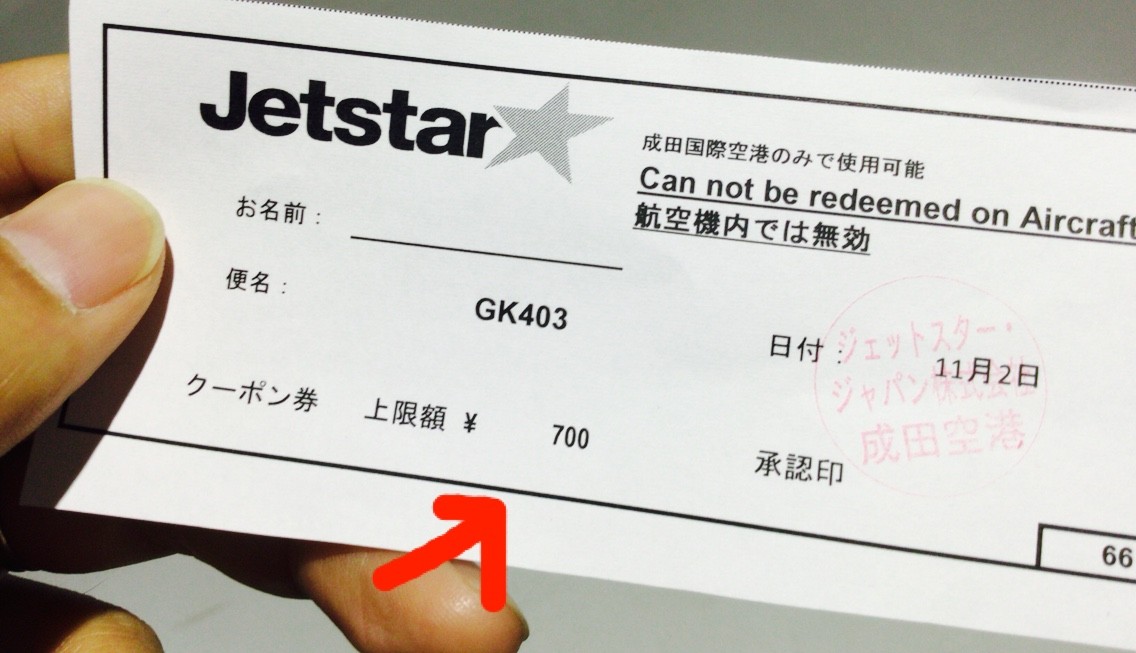 Jetstar
成田国際空港のみで使用可能
Can not be redeemed on Aircraft
航空機内では無効
お名前：
便名： GK403
日付： 11月2日
ジェットスター・
ジャパン株式会社
成田空港
クーポン券 上限額 ¥ 700
承認印
66